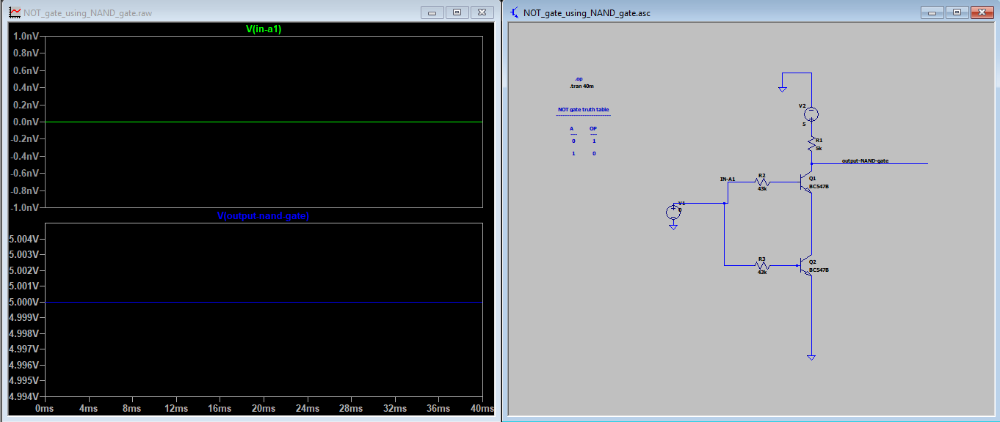 NOT_gate_using_NAND_gate.raw
V(in-a1)
1.0nV
0.8nV
0.6nV
0.4nV
0.2nV
0.0nV
-0.2nV
-0.4nV
-0.6nV
-0.8nV
-1.0nV
V(output-nand-gate)
5.004V
5.003V
5.002V
5.001V
5.000V
4.999V
4.998V
4.997V
4.996V
4.995V
4.994V
0ms 4ms 8ms 12ms 16ms 20ms 24ms 28ms 32ms 36ms 40ms
NOT_gate_using_NAND_gate.asc
.op
.tran 40m
NOT gate truth table
A OP
0 1
1 0
V2
5
R1
5k
output-NAND-gate
IN-A1
R2
43k
Q1
BC547B
V1
0
R3
43k
Q2
BC547B